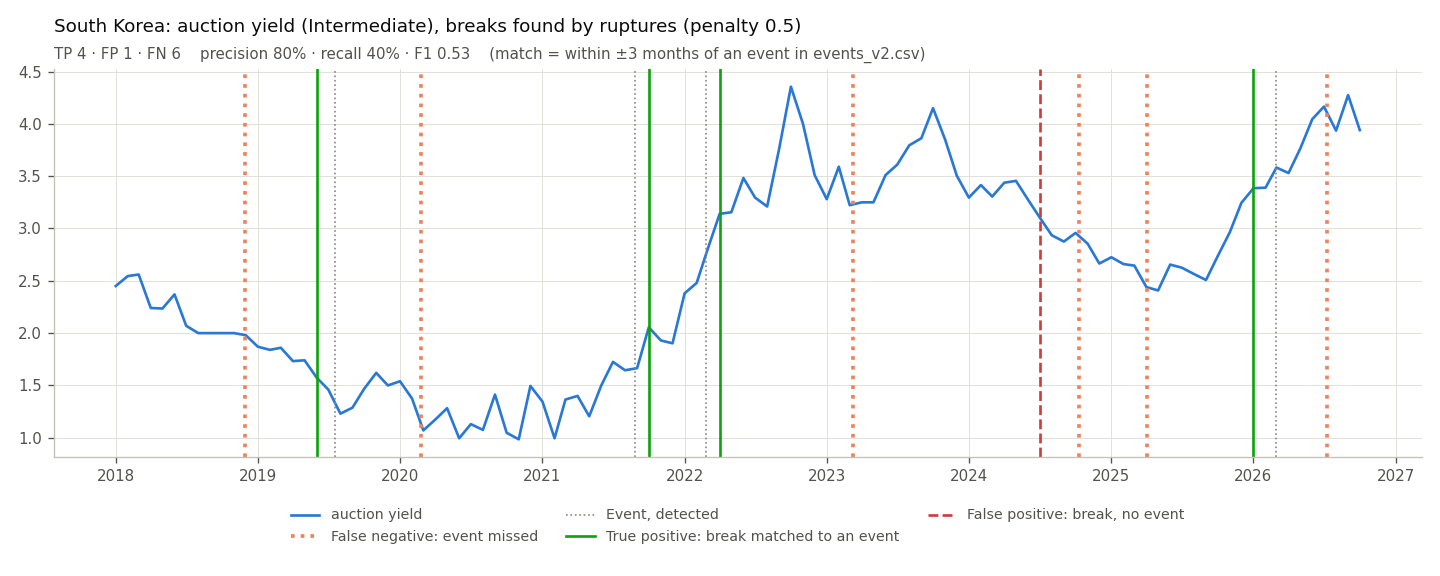 South Korea: auction yield (Intermediate), breaks found by ruptures (penalty 0.5)
TP 4 · FP 1 · FN 6    precision 80% · recall 40% · F1 0.53    (match = within ±3 months of an event in events_v2.csv)
4.5
4.0
3.5
3.0
2.5
2.0
1.5
1.0
2018 2019 2020 2021 2022 2023 2024 2025 2026 2027
auction yield
False negative: event missed
Event, detected
True positive: break matched to an event
False positive: break, no event